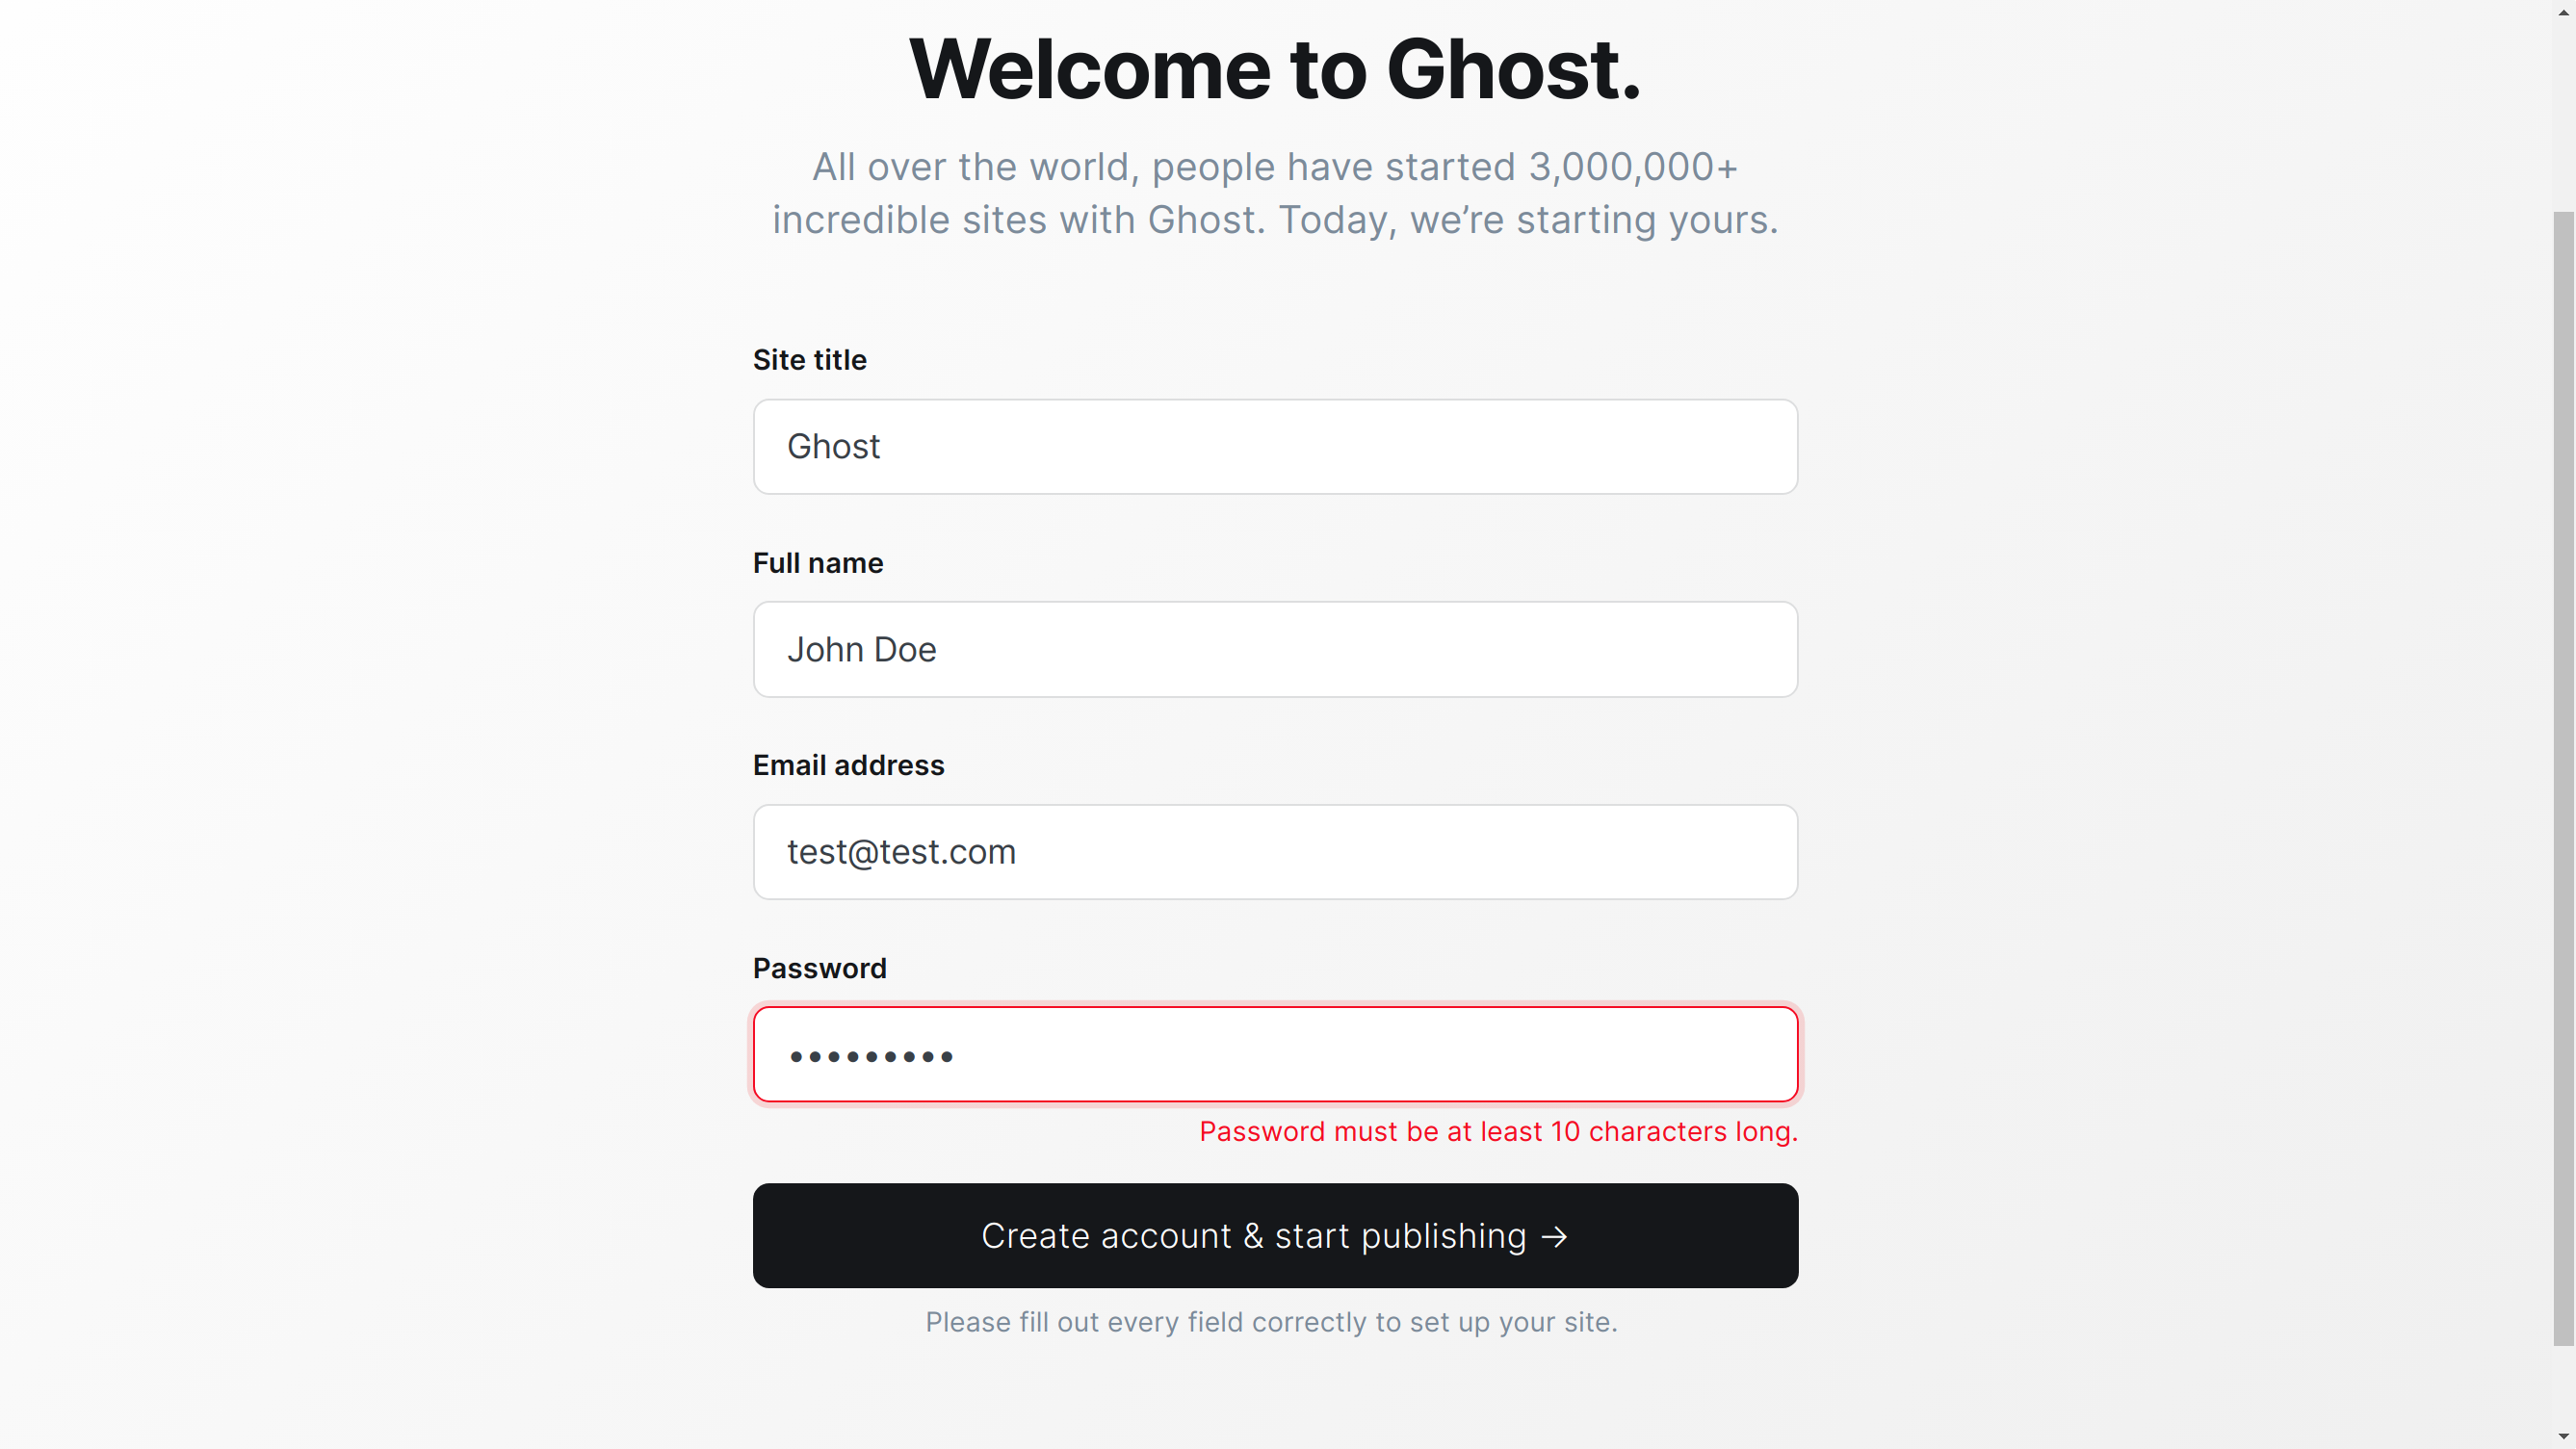 Welcome to Ghost.
All over the world, people have started 3,000,000+
incredible sites with Ghost. Today, we’re starting yours.
Site title
Ghost
Full name
John Doe
Email address
test@test.com
Password
•••••••••
Password must be at least 10 characters long.
Create account & start publishing →
Please fill out every field correctly to set up your site.